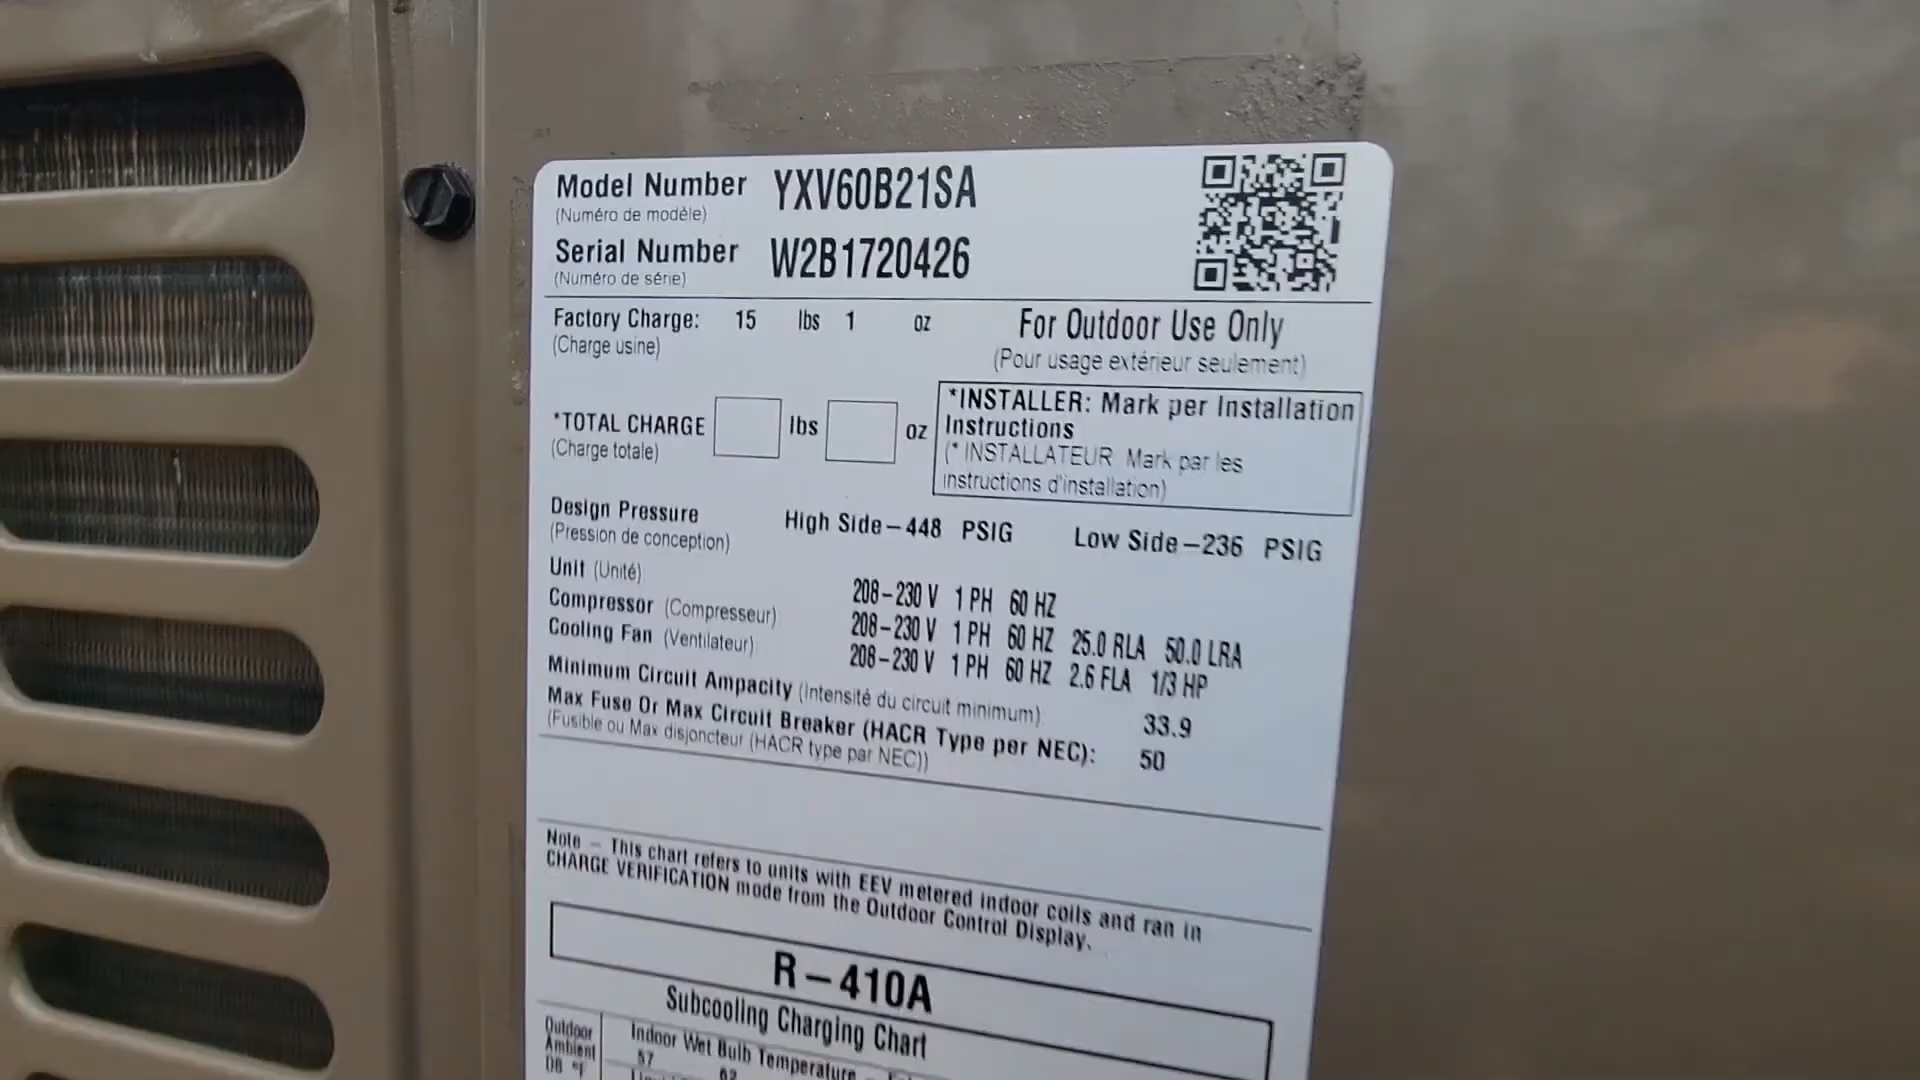 Model Number YXV60B21SA
(Numéro de modèle)
Serial Number W2B1720426
(Numéro de série)
Factory Charge: 15 lbs 1 oz For Outdoor Use Only
(Charge usine) (Pour usage extérieur seulement)
*TOTAL CHARGE lbs oz
(Charge totale)
*INSTALLER: Mark per Installation
Instructions
(* INSTALLATEUR Mark par les
instructions d'installation)
Design Pressure High Side–448 PSIG Low Side–236 PSIG
(Pression de conception)
Unit (Unité) 208–230 V 1 PH 60 HZ
Compressor (Compresseur) 208–230 V 1 PH 60 HZ 25.0 RLA 50.0 LRA
Cooling Fan (Ventilateur) 208–230 V 1 PH 60 HZ 2.6 FLA 1/3 HP
Minimum Circuit Ampacity (Intensité du circuit minimum) 33.9
Max Fuse Or Max Circuit Breaker (HACR Type per NEC): 50
(Fusible ou Max disjoncteur (HACR type par NEC))
Note – This chart refers to units with EEV metered indoor coils and ran in
CHARGE VERIFICATION mode from the Outdoor Control Display.
R–410A
Subcooling Charging Chart
Outdoor
Ambient
DB °F
Indoor Wet Bulb Temperature
57 62